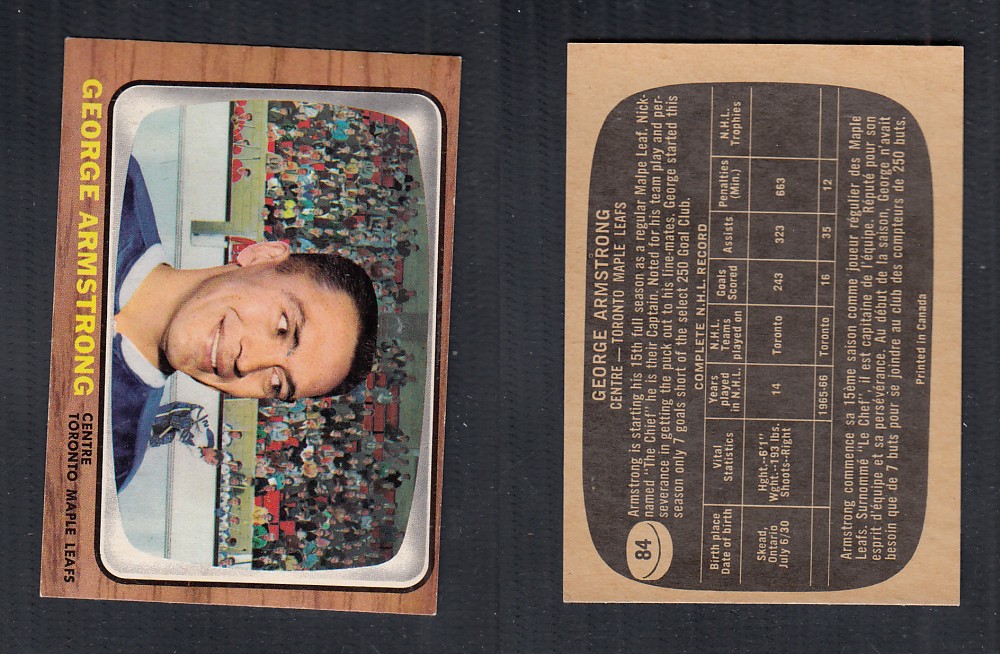 GEORGE ARMSTRONG
CENTRE
TORONTO MAPLE LEAFS
84
GEORGE ARMSTRONG
CENTRE — TORONTO MAPLE LEAFS
Armstrong is starting his 15th full season as a regular Malpe Leaf. Nick-
named "The Chief" he is their Captain. Noted for his team play and per-
severance in getting the puck out to his line-mates. George started this
season only 7 goals short of the select 250 Goal Club.
COMPLETE N.H.L. RECORD
Birth place Date of birth | Vital Statistics | Years played in N.H.L. | N.H.L. Teams played on | Goals Scored | Assists | Penalties (Min.) | N.H.L. Trophies
Skead, Ontario July 6/30 | Hght.--6'1" Wght.--193 lbs. Shoots--Right | 14 | Toronto | 243 | 323 | 663
1965-66 | Toronto | 16 | 35 | 12
Armstrong commence sa 15ème saison comme joueur régulier des Maple
Leafs. Surnommé "Le Chef", il est capitaine de l'équipe. Réputé pour son
esprit d'équipe et sa persévérance. Au début de la saison, George n'avait
besoin que de 7 buts pour se joindre au club des compteurs de 250 buts.
Printed in Canada